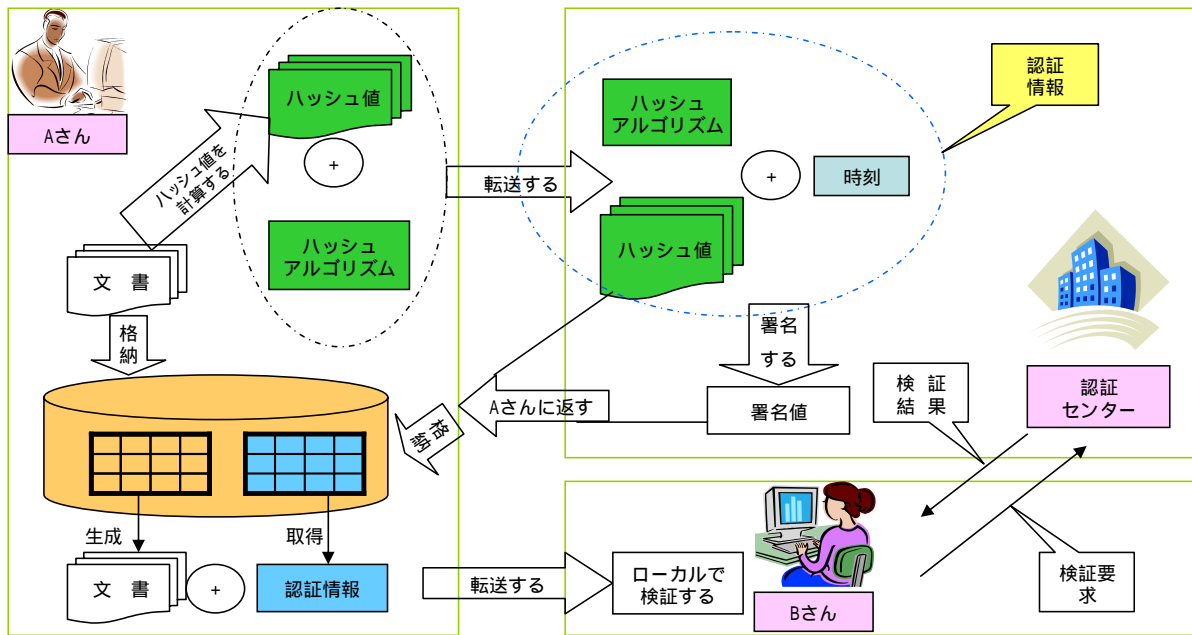 Aさん
ハッシュ値を
計算する
ハッシュ値
+
ハッシュ
アルゴリズム
文 書
格
納
転送する
ハッシュ
アルゴリズム
+
時刻
ハッシュ値
認証
情報
署名
する
署名値
Aさんに返す
格納
検 証
結果
認証
センター
生成
取得
文 書
+
認証情報
転送する
ローカルで
検証する
Bさん
検証要
求